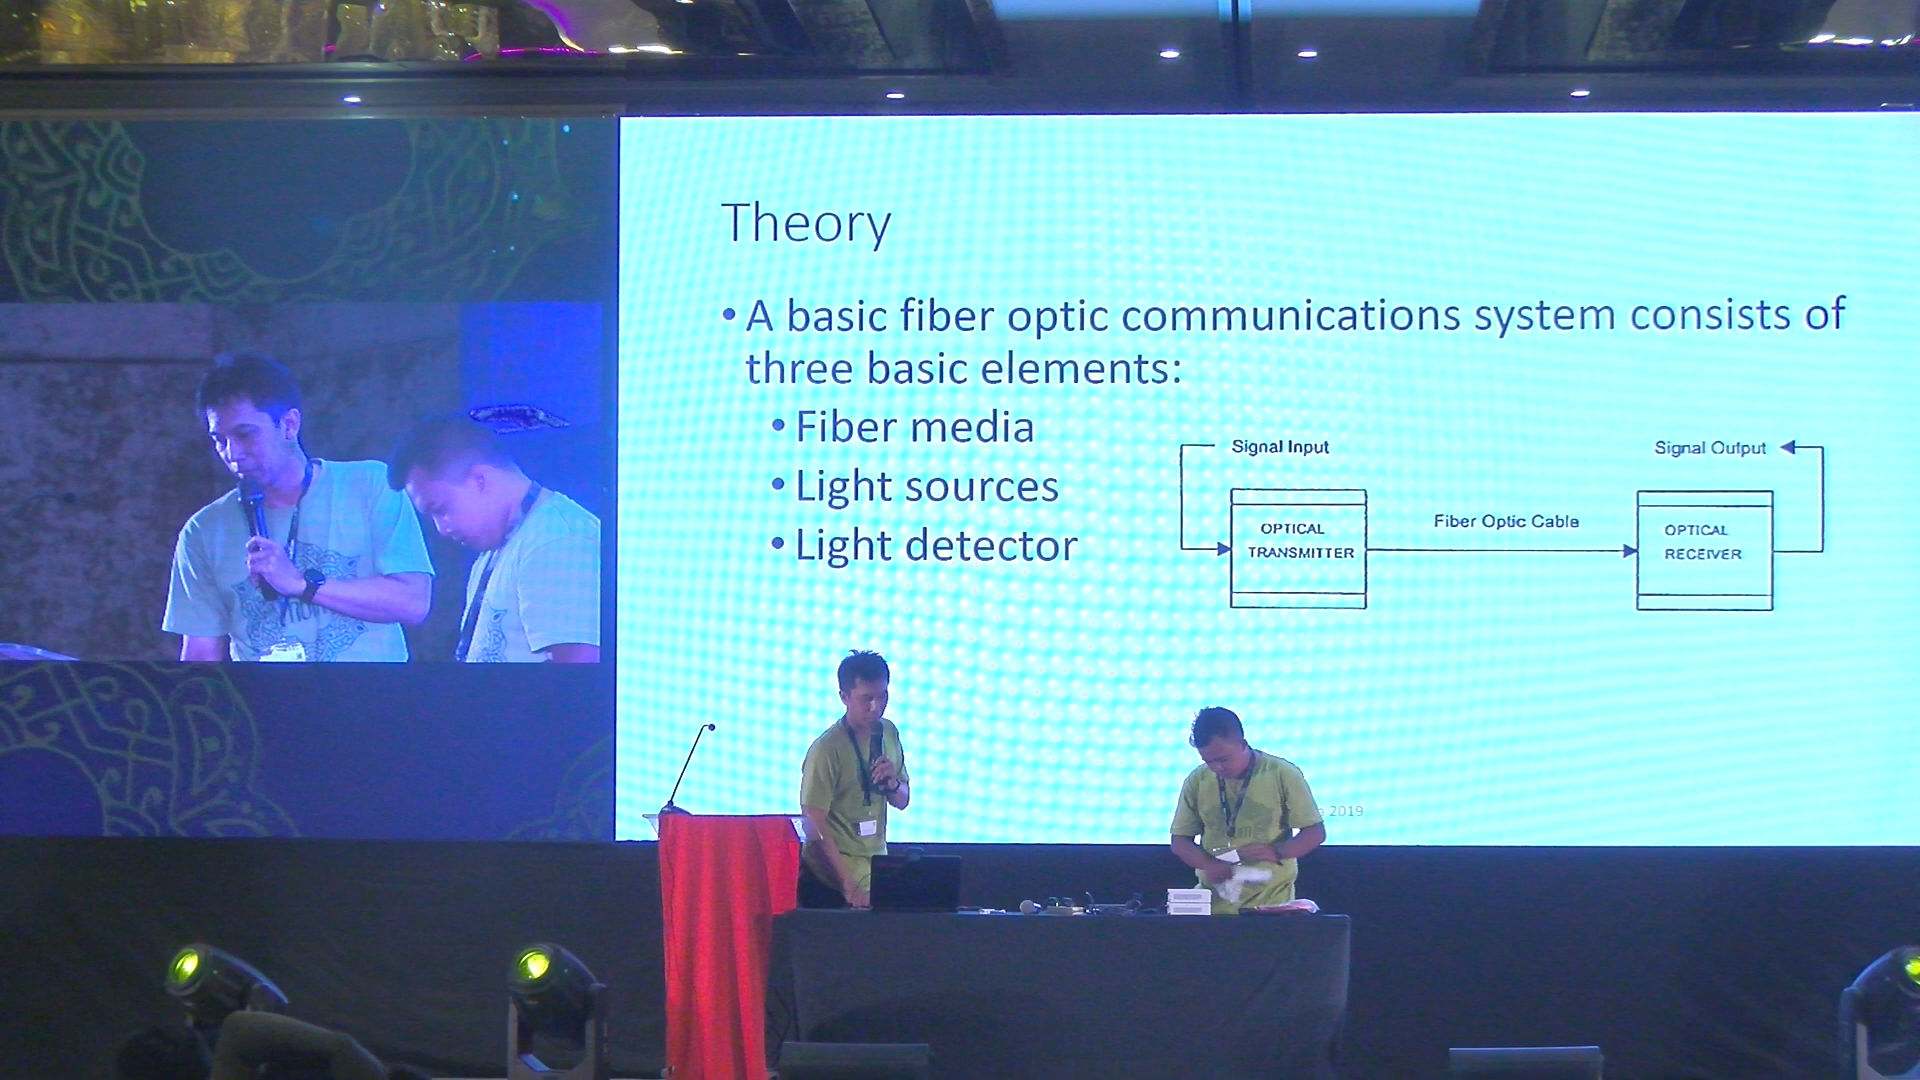 Theory
• A basic fiber optic communications system consists of
three basic elements:
• Fiber media
• Light sources
• Light detector
Signal Input
Signal Output
OPTICAL
TRANSMITTER
Fiber Optic Cable
OPTICAL
RECEIVER
2019